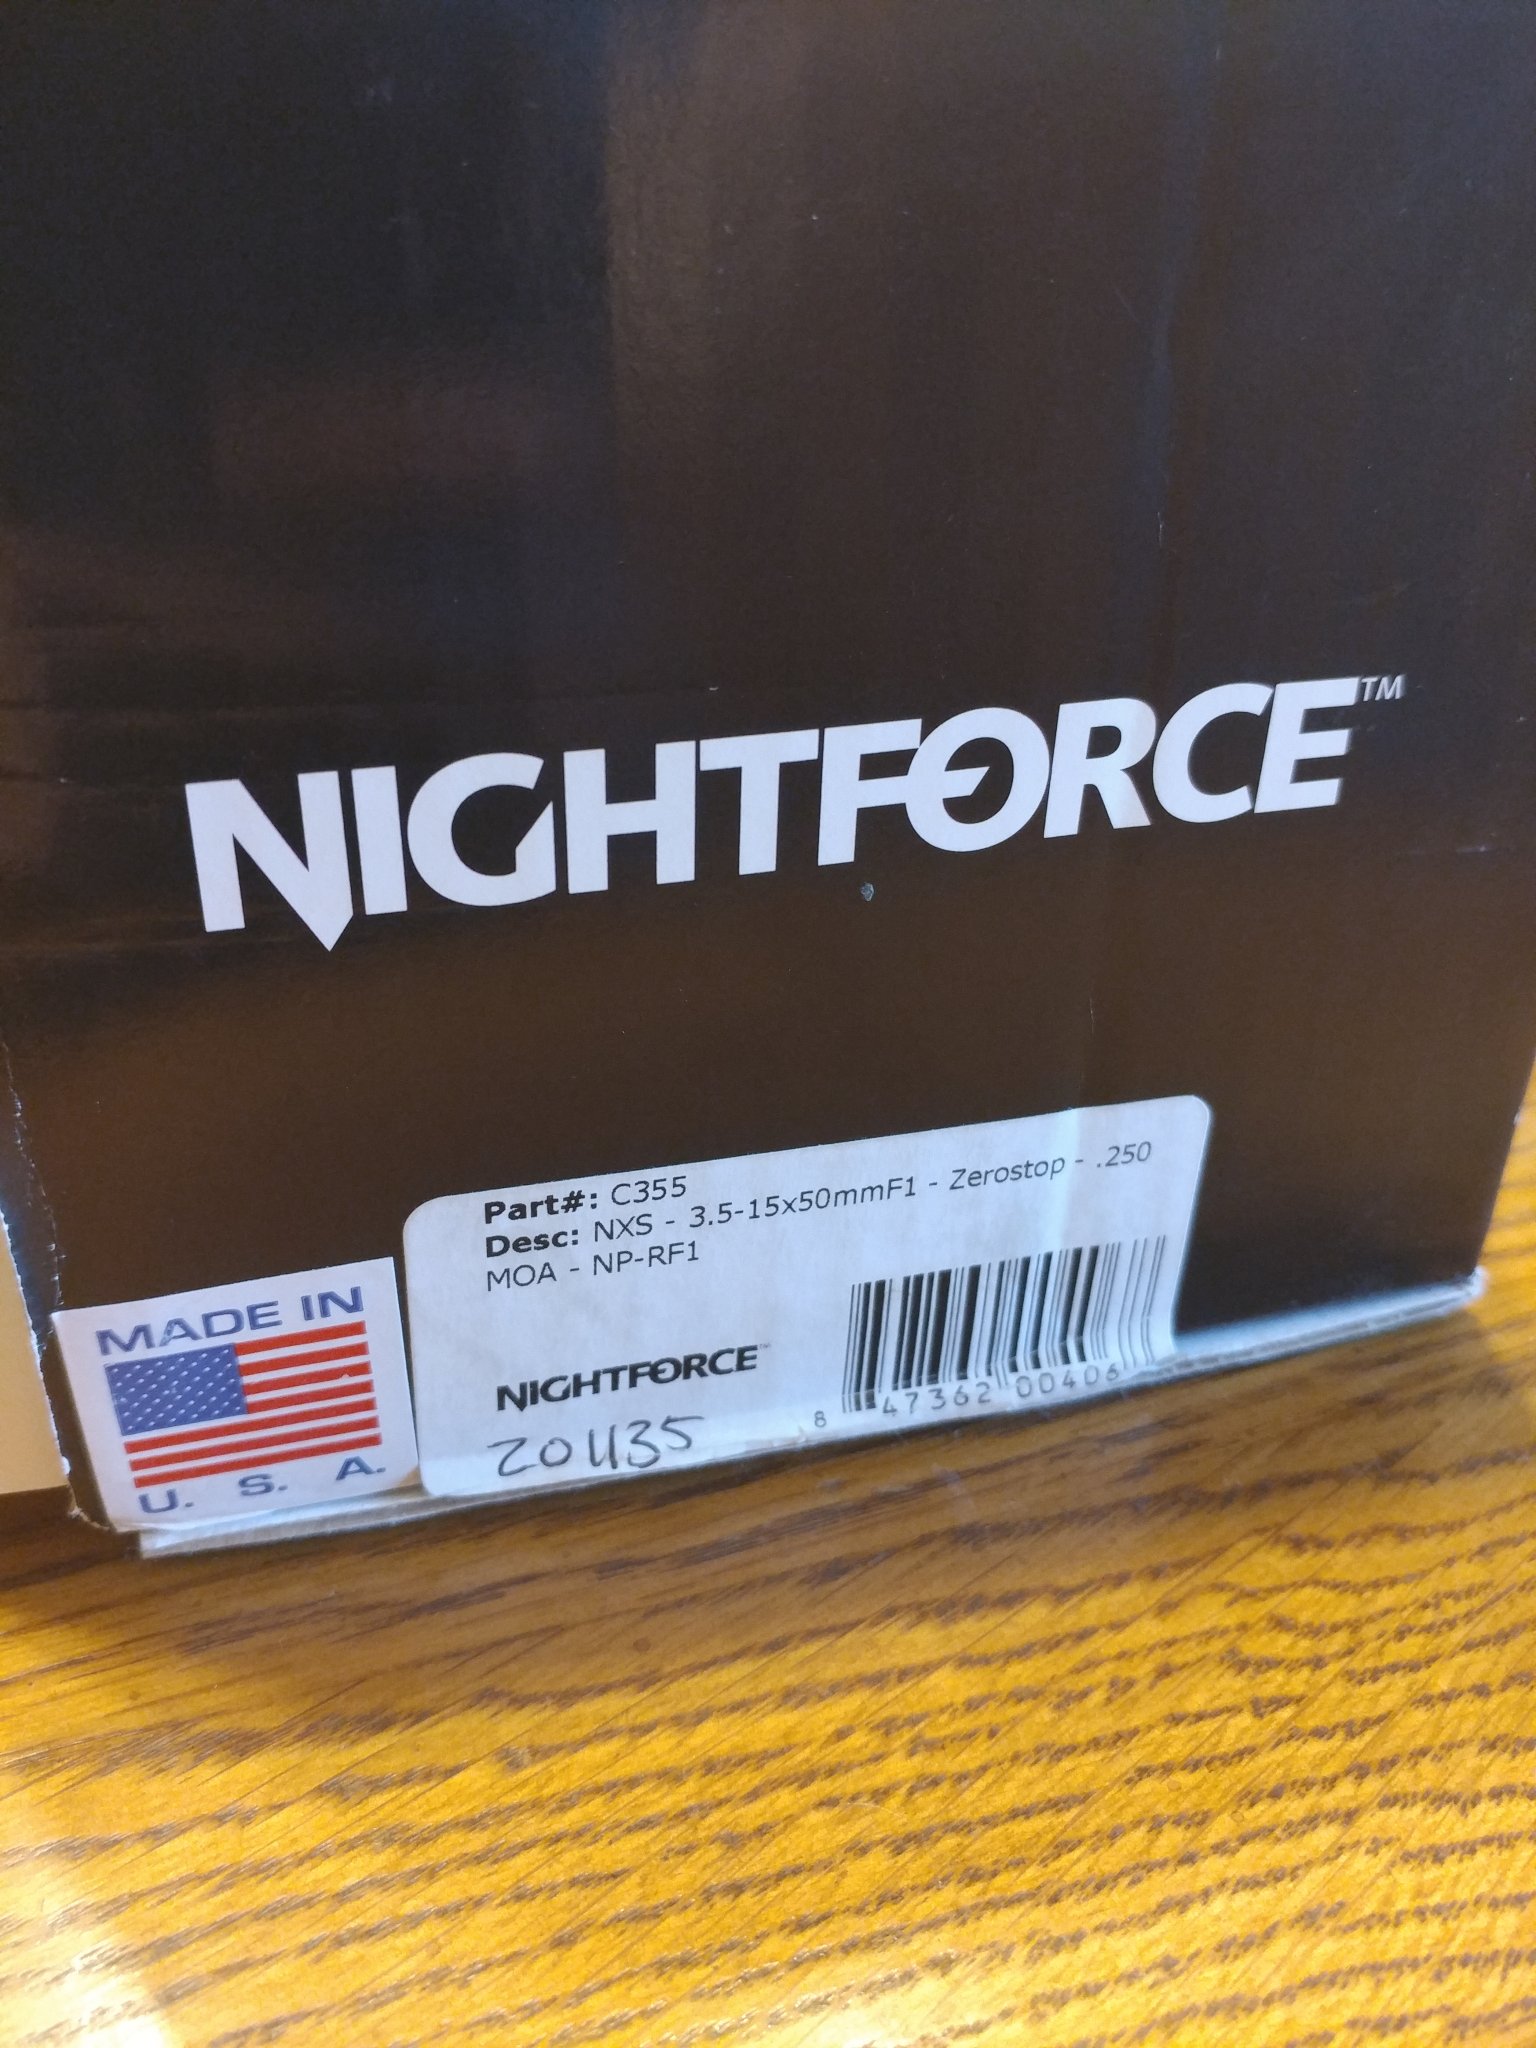 NIGHTFORCE™
Part#: C355
Desc: NXS - 3.5-15x50mmF1 - Zerostop - .250
MOA - NP-RF1
MADE IN
U. S. A.
NIGHTFORCE™
8 47362 00406
201135